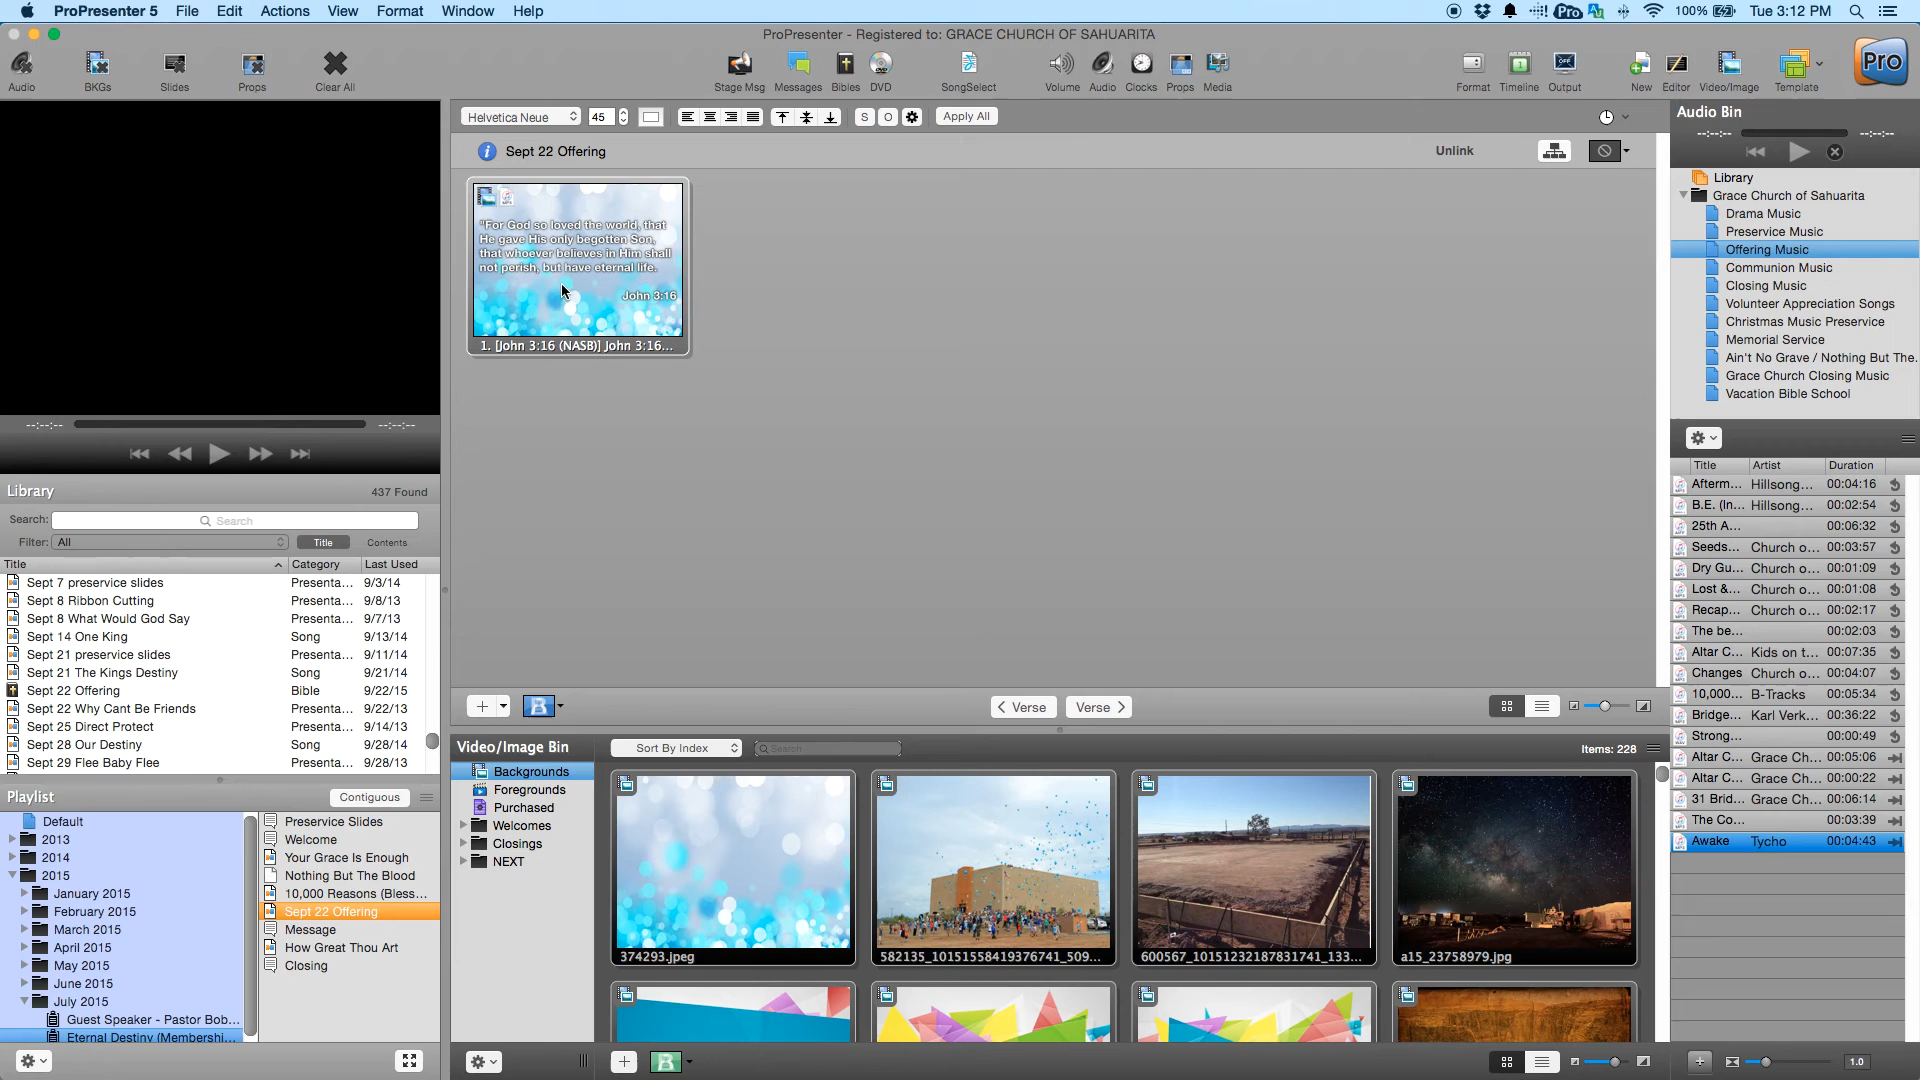 ProPresenter 5 File Edit Actions View Format Window Help
Pro 100% Tue 3:12 PM
ProPresenter - Registered to: GRACE CHURCH OF SAHUARITA
Audio BKGs Slides Props Clear All Stage Msg Messages Bibles DVD SongSelect Volume Audio Clocks Props Media Format Timeline Output New Editor Video/Image Template
Pro
Helvetica Neue 45 S O Apply All
Sept 22 Offering Unlink
"For God so loved the world, that
He gave His only begotten Son,
that whoever believes in Him shall
not perish, but have eternal life.
John 3:16
1. [John 3:16 (NASB)] John 3:16...
Verse Verse
--:--:-- --:--:--
Library 437 Found
Search: Search
Filter: All Title Contents
Title Category Last Used
Sept 7 preservice slides Presenta... 9/3/14
Sept 8 Ribbon Cutting Presenta... 9/8/13
Sept 8 What Would God Say Presenta... 9/7/13
Sept 14 One King Song 9/13/14
Sept 21 preservice slides Presenta... 9/11/14
Sept 21 The Kings Destiny Song 9/21/14
Sept 22 Offering Bible 9/22/15
Sept 22 Why Cant Be Friends Presenta... 9/22/13
Sept 25 Direct Protect Presenta... 9/14/13
Sept 28 Our Destiny Song 9/28/14
Sept 29 Flee Baby Flee Presenta... 9/28/13
Playlist Contiguous
Default
2013
2014
2015
January 2015
February 2015
March 2015
April 2015
May 2015
June 2015
July 2015
Guest Speaker - Pastor Bob...
Eternal Destiny (Membershi...
Preservice Slides
Welcome
Your Grace Is Enough
Nothing But The Blood
10,000 Reasons (Bless...
Sept 22 Offering
Message
How Great Thou Art
Closing
Video/Image Bin Sort By Index Search Items: 228
Backgrounds
Foregrounds
Purchased
Welcomes
Closings
NEXT
374293.jpeg
582135_10151558419376741_509...
600567_10151232187831741_133...
a15_23758979.jpg
Audio Bin
--:--:-- --:--:--
Library
Grace Church of Sahuarita
Drama Music
Preservice Music
Offering Music
Communion Music
Closing Music
Volunteer Appreciation Songs
Christmas Music Preservice
Memorial Service
Ain't No Grave / Nothing But The...
Grace Church Closing Music
Vacation Bible School
Title Artist Duration
Afterm... Hillsong... 00:04:16
B.E. (In... Hillsong... 00:02:54
25th A... 00:06:32
Seeds... Church o... 00:03:57
Dry Gu... Church o... 00:01:09
Lost &... Church o... 00:01:08
Recap... Church o... 00:02:17
The be... 00:02:03
Altar C... Kids on t... 00:07:35
Changes Church o... 00:04:07
10,000... B-Tracks 00:05:34
Bridge... Karl Verk... 00:36:22
Strong... 00:00:49
Altar C... Grace Ch... 00:05:06
Altar C... Grace Ch... 00:00:22
31 Brid... Grace Ch... 00:06:14
The Co... 00:03:39
Awake Tycho 00:04:43
1.0